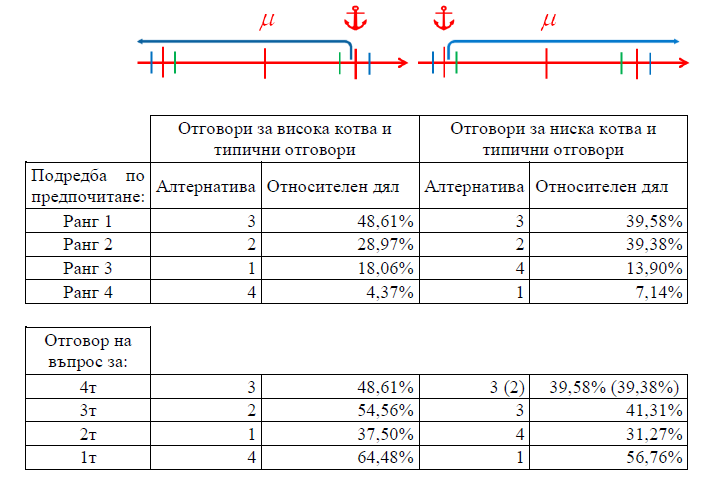 μ μ
Отговори за висока котва и Отговори за ниска котва и
типични отговори типични отговори
Подредба по
предпочитане: Алтернатива Относителен дял Алтернатива Относителен дял
Ранг 1 3 48,61% 3 39,58%
Ранг 2 2 28,97% 2 39,38%
Ранг 3 1 18,06% 4 13,90%
Ранг 4 4 4,37% 1 7,14%
Отговор на
въпрос за:
4т 3 48,61% 3 (2) 39,58% (39,38%)
3т 2 54,56% 3 41,31%
2т 1 37,50% 4 31,27%
1т 4 64,48% 1 56,76%